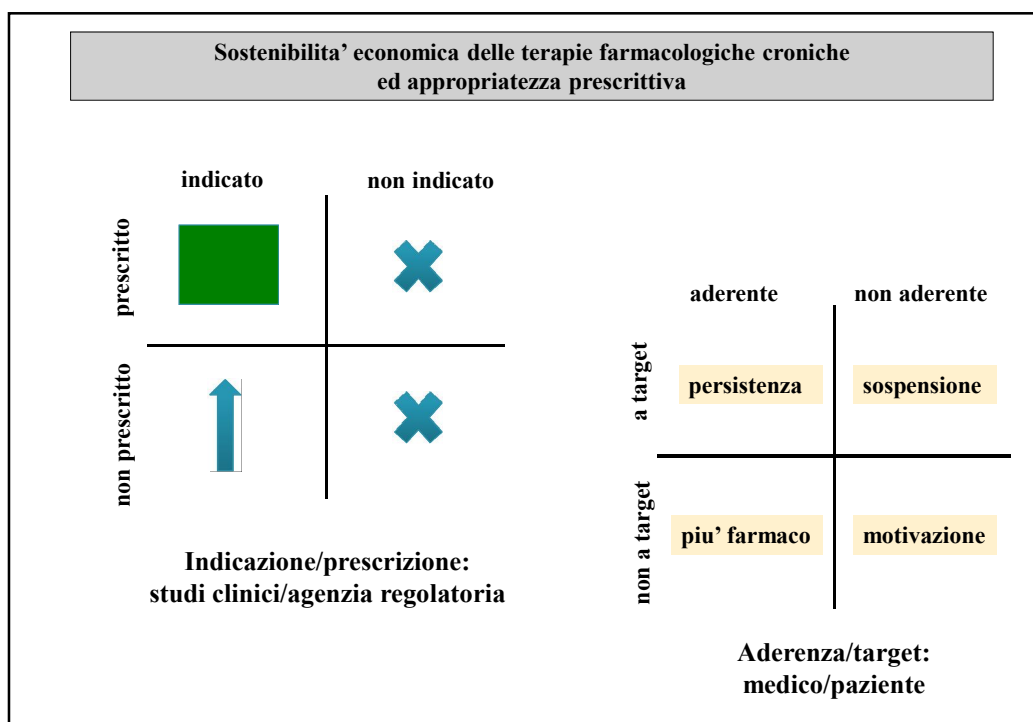 Sostenibilita’ economica delle terapie farmacologiche croniche
ed appropriatezza prescrittiva
indicato
non indicato
prescritto
non prescritto
Indicazione/prescrizione:
studi clinici/agenzia regolatoria
aderente
non aderente
a target
persistenza
sospensione
non a target
piu’ farmaco
motivazione
Aderenza/target:
medico/paziente